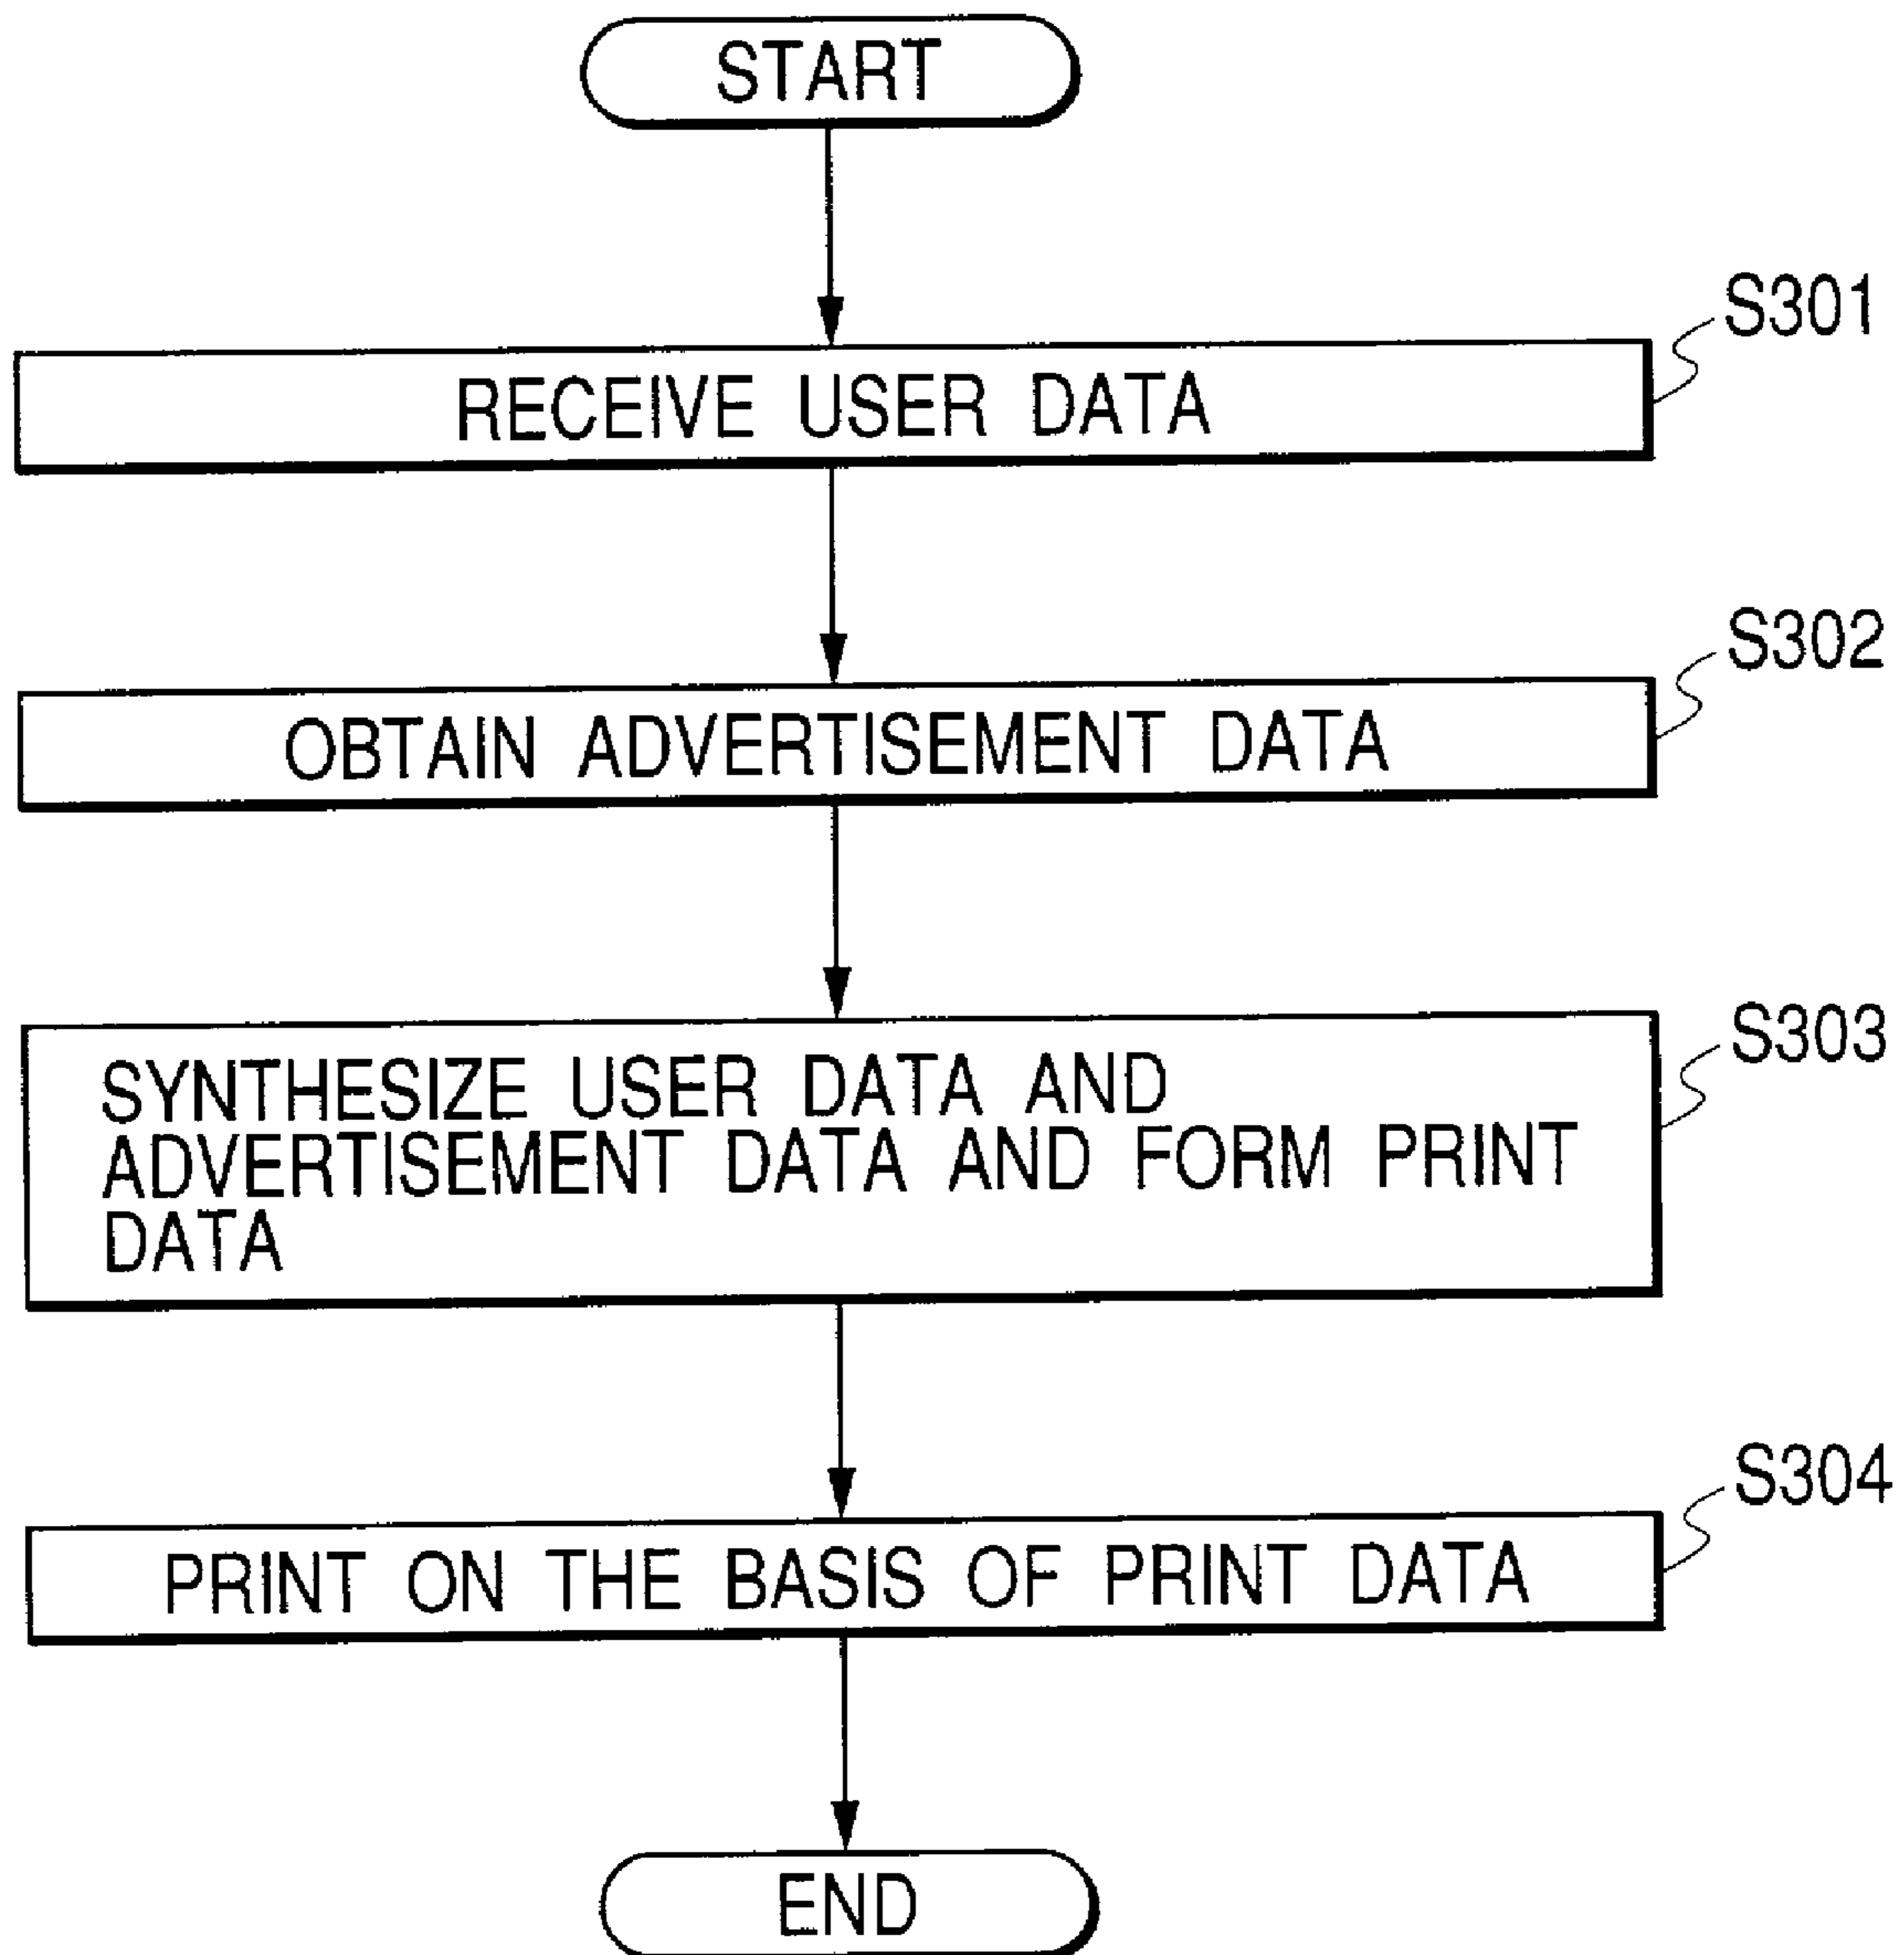 START
S301
RECEIVE USER DATA
S302
OBTAIN ADVERTISEMENT DATA
S303
SYNTHESIZE USER DATA AND
ADVERTISEMENT DATA AND FORM PRINT
DATA
S304
PRINT ON THE BASIS OF PRINT DATA
END